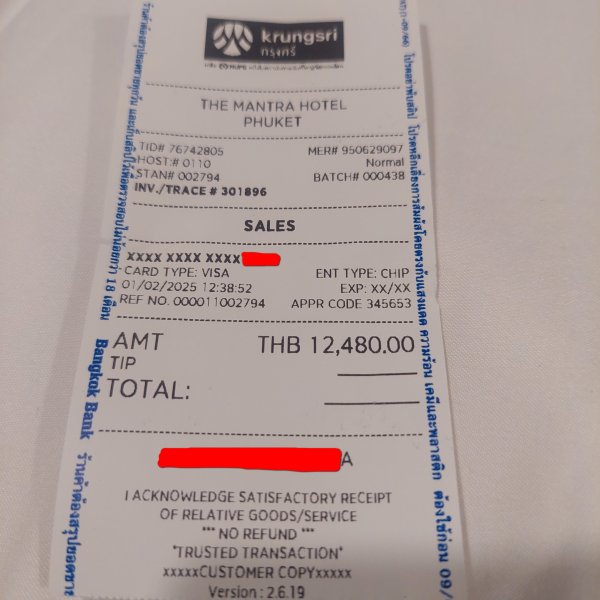 krungsri
กรุงศรี
THE MANTRA HOTEL
PHUKET
TID# 76742805 MER# 950629097
HOST:# 0110 Normal
STAN# 002794 BATCH# 000438
INV./TRACE # 301896
SALES
XXXX XXXX XXXX
CARD TYPE: VISA ENT TYPE: CHIP
01/02/2025 12:38:52 EXP: XX/XX
REF NO. 000011002794 APPR CODE 345653
AMT THB 12,480.00
TIP
TOTAL:
A
I ACKNOWLEDGE SATISFACTORY RECEIPT
OF RELATIVE GOODS/SERVICE
*** NO REFUND ***
*TRUSTED TRANSACTION*
xxxxxCUSTOMER COPYxxxxx
Version : 2.6.19
Bangkok Bank